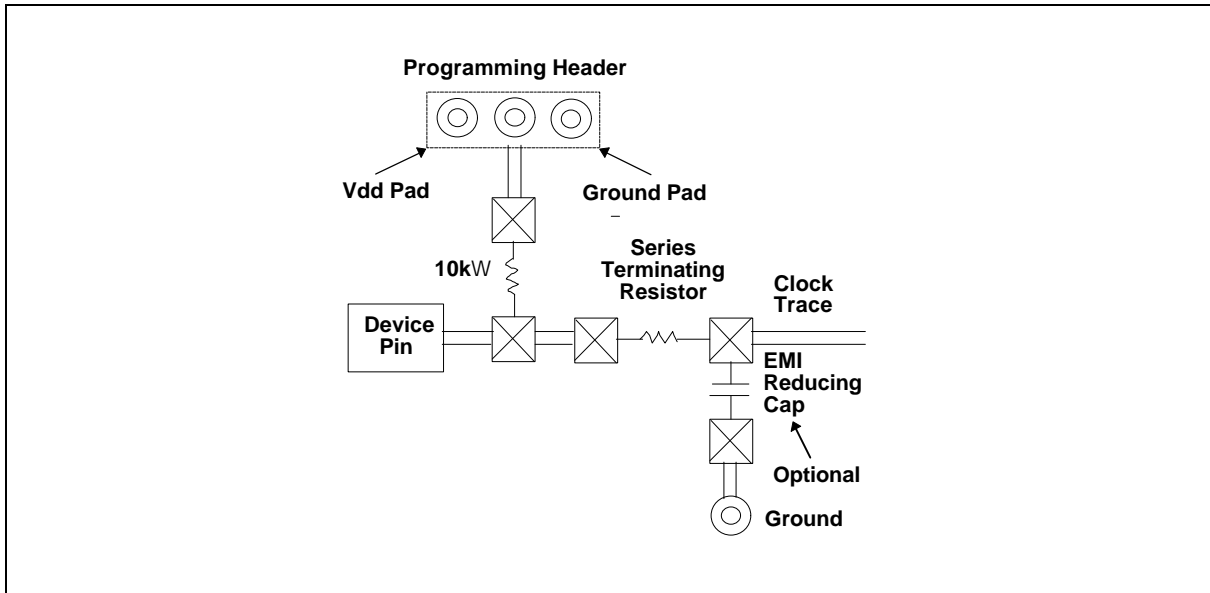 Programming Header
Vdd Pad
Ground Pad
10kW
Series
Terminating
Resistor
Clock
Trace
Device
Pin
EMI
Reducing
Cap
Optional
Ground